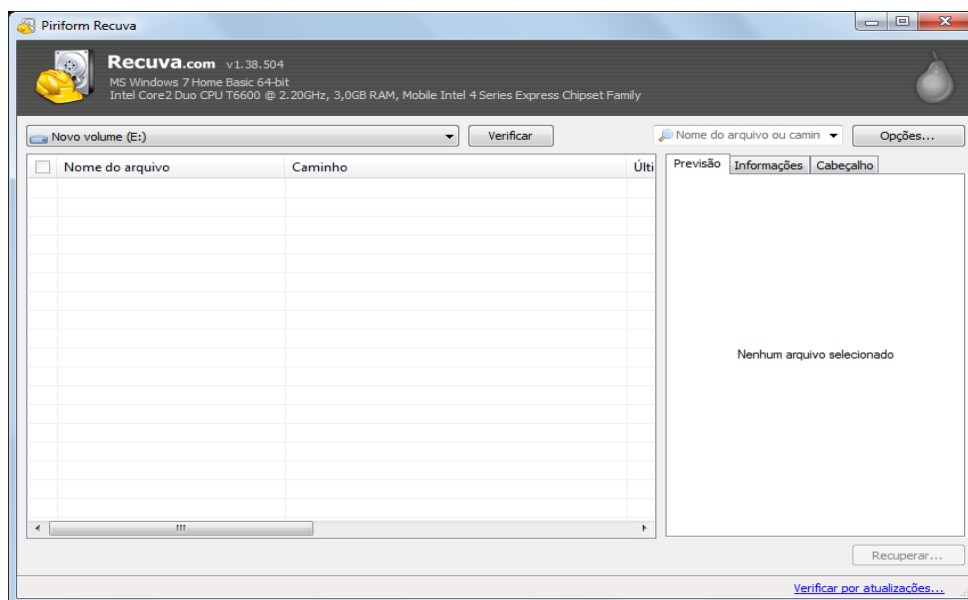 Piriform Recuva
Recuva.com v1.38.504
MS Windows 7 Home Basic 64-bit
Intel Core2 Duo CPU T6600 @ 2.20GHz, 3,0GB RAM, Mobile Intel 4 Series Express Chipset Family
Novo volume (E:) Verificar Nome do arquivo ou camin Opções...
Nome do arquivo Caminho Últi Previsão Informações Cabeçalho
Nenhum arquivo selecionado
Recuperar...
Verificar por atualizações...